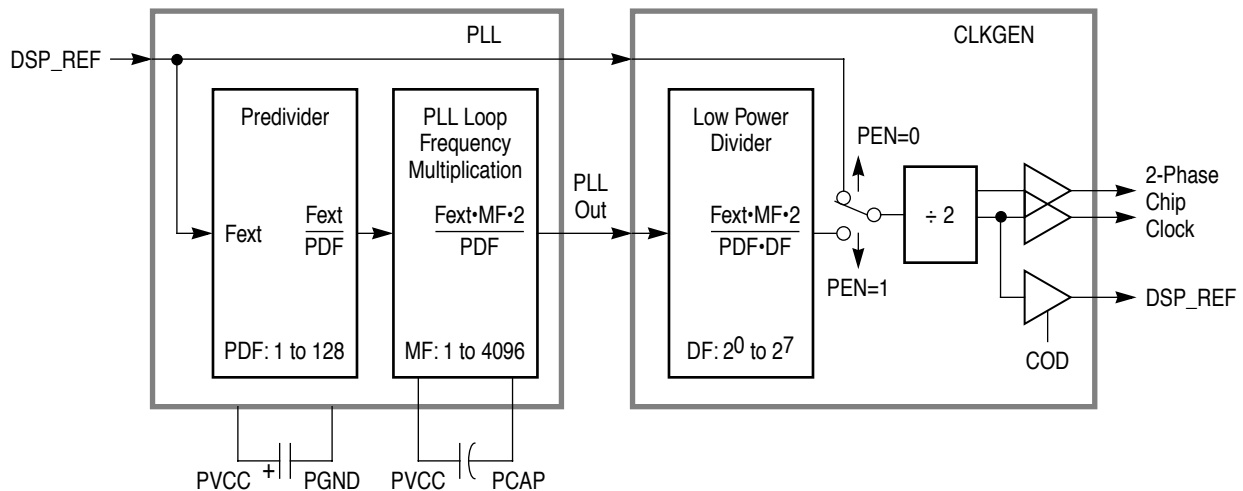 PLL
CLKGEN
DSP_REF
Predivider
Fext
Fext
PDF
PDF: 1 to 128
PLL Loop
Frequency
Multiplication
Fext•MF•2
PDF
MF: 1 to 4096
PLL
Out
Low Power
Divider
Fext•MF•2
PDF•DF
DF: 2⁰ to 2⁷
PEN=0
PEN=1
÷ 2
2-Phase
Chip
Clock
DSP_REF
COD
PVCC
+
PGND
PVCC
PCAP